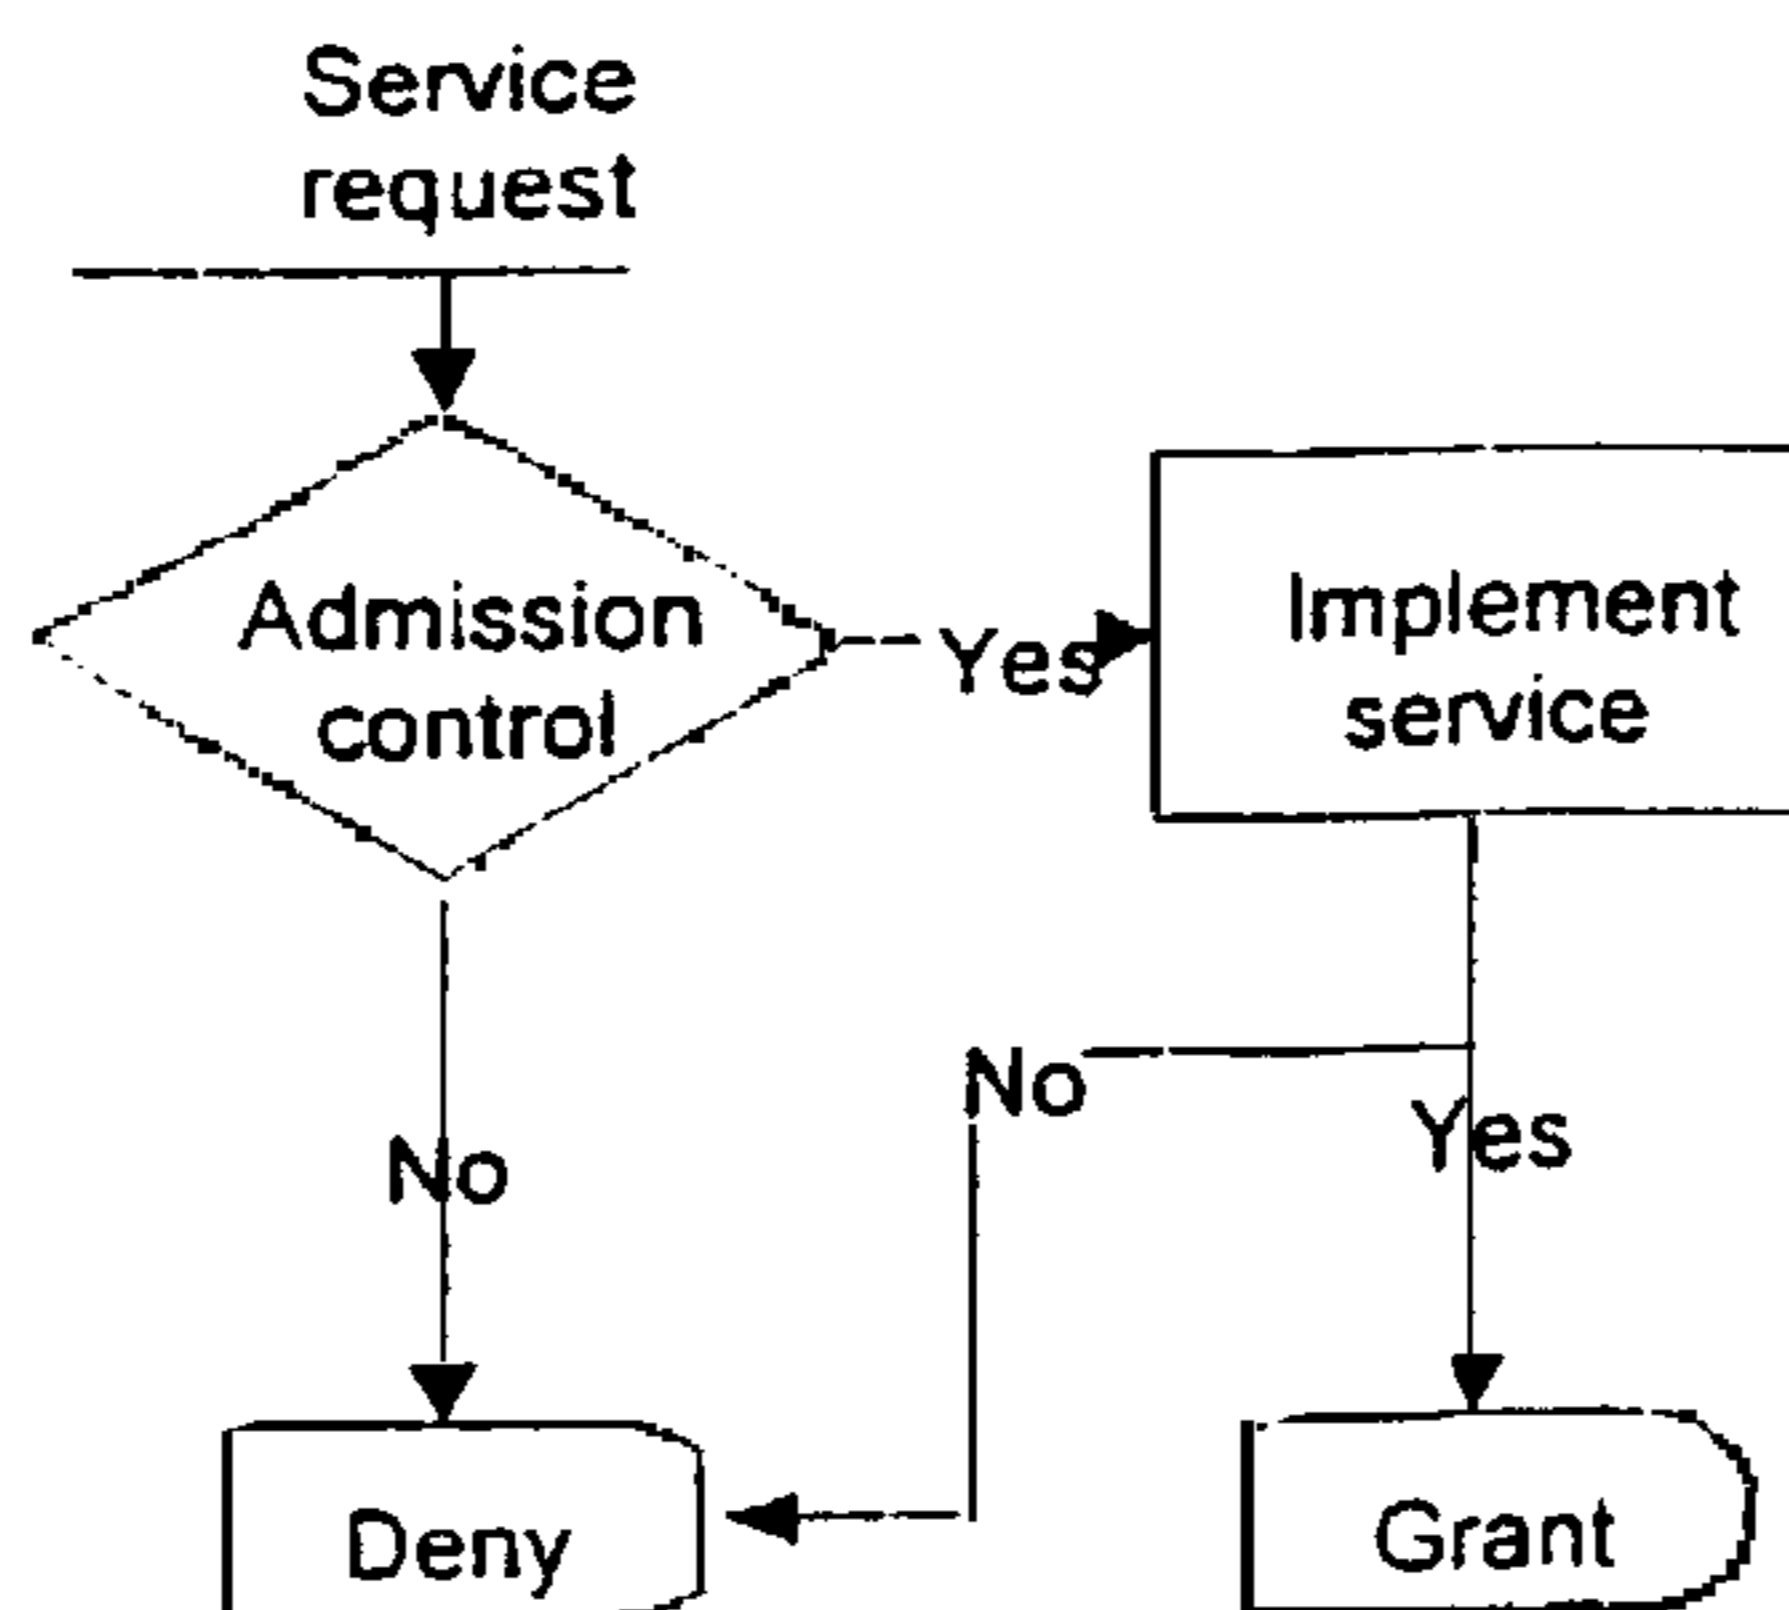 Service
request
Admission
control
Yes
Implement
service
No
Yes
No
Deny
Grant